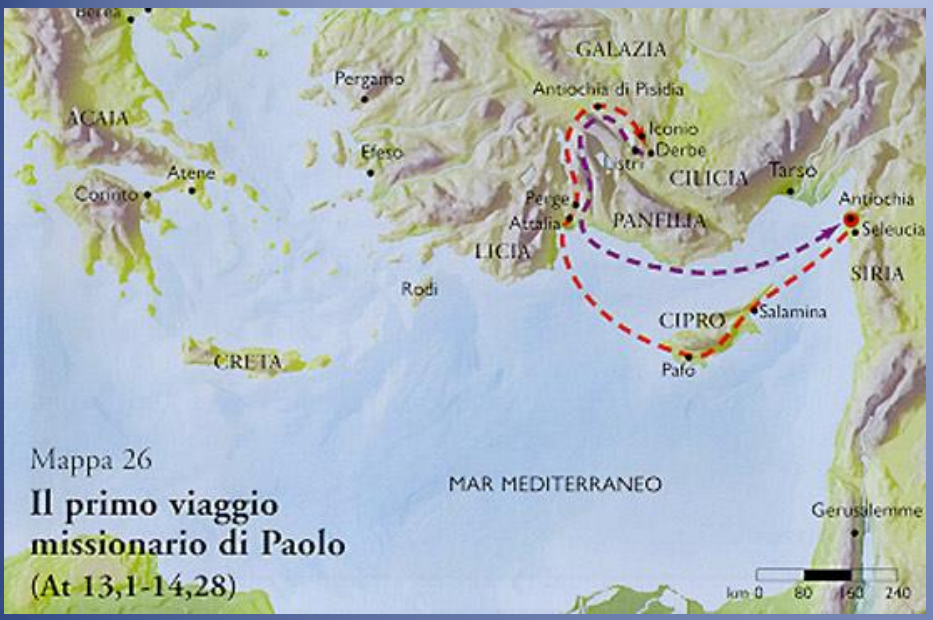 Berea
GALAZIA
Pergamo
Antiochia di Pisidia
ACAIA
Iconio
Efeso
Derbe
Listri
Atene
CILICIA
Tarso
Corinto
Perge
Antiochia
Attalia
PANFILIA
Seleucia
LICIA
SIRIA
Rodi
Salamina
CIPRO
CRETA
Pafo
Mappa 26
MAR MEDITERRANEO
Il primo viaggio
missionario di Paolo
(At 13,1-14,28)
Gerusalemme
km 0 80 160 240